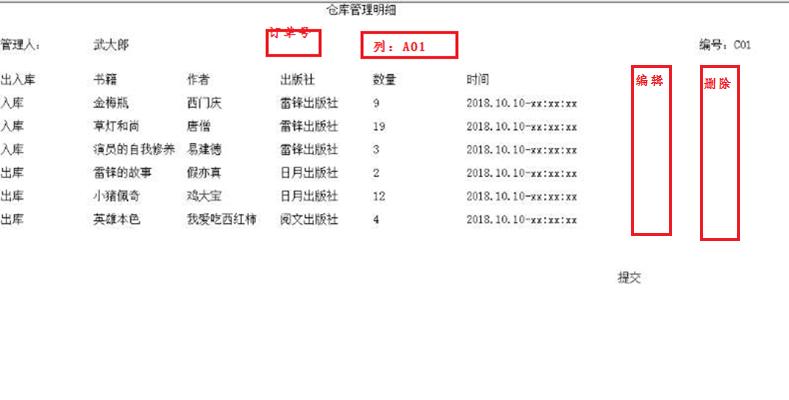 仓库管理明细
管理人： 武大郎 订单号 列：A01 编号：C01
出入库 书籍 作者 出版社 数量 时间 编辑 删除
入库 金梅瓶 西门庆 雷锋出版社 9 2018.10.10-xx:xx:xx
入库 草灯和尚 唐僧 雷锋出版社 19 2018.10.10-xx:xx:xx
入库 演员的自我修养 易建德 雷锋出版社 3 2018.10.10-xx:xx:xx
出库 雷锋的故事 假亦真 日月出版社 2 2018.10.10-xx:xx:xx
出库 小猪佩奇 鸡大宝 日月出版社 12 2018.10.10-xx:xx:xx
出库 英雄本色 我爱吃西红柿 阅文出版社 4 2018.10.10-xx:xx:xx
提交